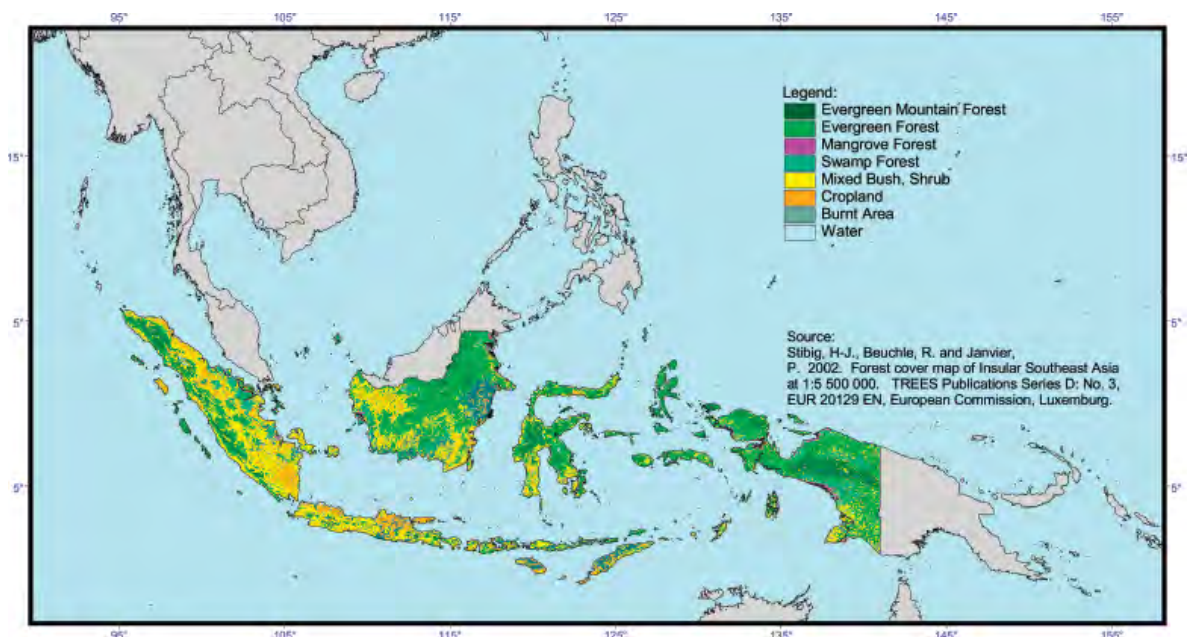 95° 105° 115° 125° 135° 145° 155°
Legend:
Evergreen Mountain Forest
Evergreen Forest
Mangrove Forest
Swamp Forest
Mixed Bush, Shrub
Cropland
Burnt Area
Water
15° 15°
5° 5°
Source:
Stibig, H-J., Beuchle, R. and Janvier,
P. 2002. Forest cover map of Insular Southeast Asia
at 1:5 500 000. TREES Publications Series D: No. 3,
EUR 20129 EN, European Commission, Luxemburg.
5° 5°
95° 105° 115° 125° 135° 145° 155°